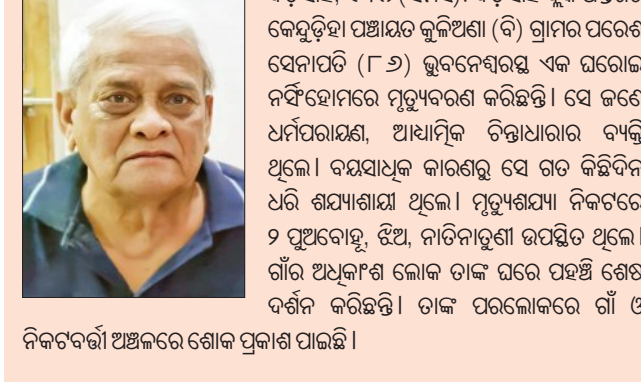 କେନ୍ଦୁଡ଼ିହା ପଞ୍ଚାୟତ କୁଳିଅଣା (ବି) ଗ୍ରାମର ପରେଶ
ସେନାପତି (୮୬) ଭୁବନେଶ୍ୱରସ୍ଥ ଏକ ଘରୋଇ
ନର୍ସିଂହୋମରେ ମୃତ୍ୟୁବରଣ କରିଛନ୍ତି। ସେ ଜଣେ
ଧର୍ମପରାୟଣ, ଆଧ୍ୟାତ୍ମିକ ଚିନ୍ତାଧାରାର ବ୍ୟକ୍ତି
ଥିଲେ। ବୟସାଧିକ କାରଣରୁ ସେ ଗତ କିଛିଦିନ
ଧରି ଶଯ୍ୟାଶାୟୀ ଥିଲେ। ମୃତ୍ୟୁଶଯ୍ୟା ନିକଟରେ
୨ ପୁଅବୋହୂ, ଝିଅ, ନାତିନାତୁଣୀ ଉପସ୍ଥିତ ଥିଲେ।
ଗାଁର ଅଧିକାଂଶ ଲୋକ ତାଙ୍କ ଘରେ ପହଞ୍ଚି ଶେଷ
ଦର୍ଶନ କରିଛନ୍ତି। ତାଙ୍କ ପରଲୋକରେ ଗାଁ ଓ
ନିକଟବର୍ତ୍ତୀ ଅଞ୍ଚଳରେ ଶୋକ ପ୍ରକାଶ ପାଇଛି।